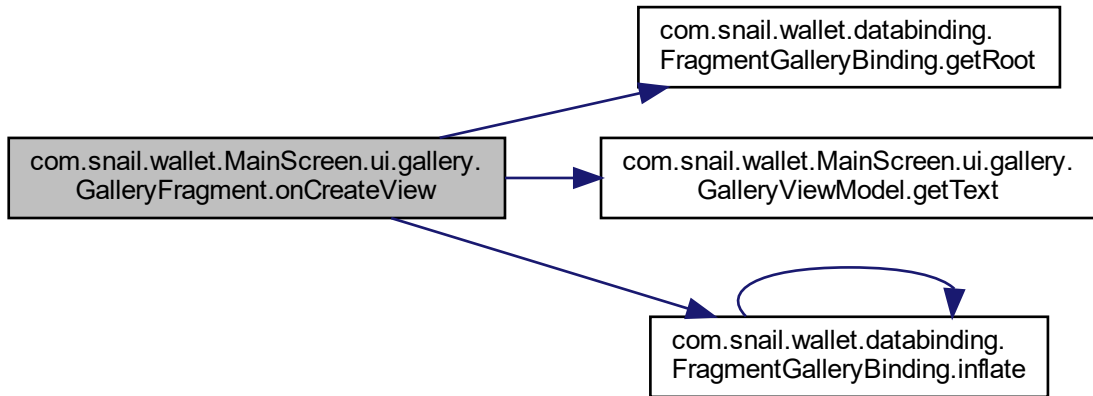 com.snail.wallet.databinding.
FragmentGalleryBinding.getRoot
com.snail.wallet.MainScreen.ui.gallery.
GalleryFragment.onCreateView
com.snail.wallet.MainScreen.ui.gallery.
GalleryViewModel.getText
com.snail.wallet.databinding.
FragmentGalleryBinding.inflate